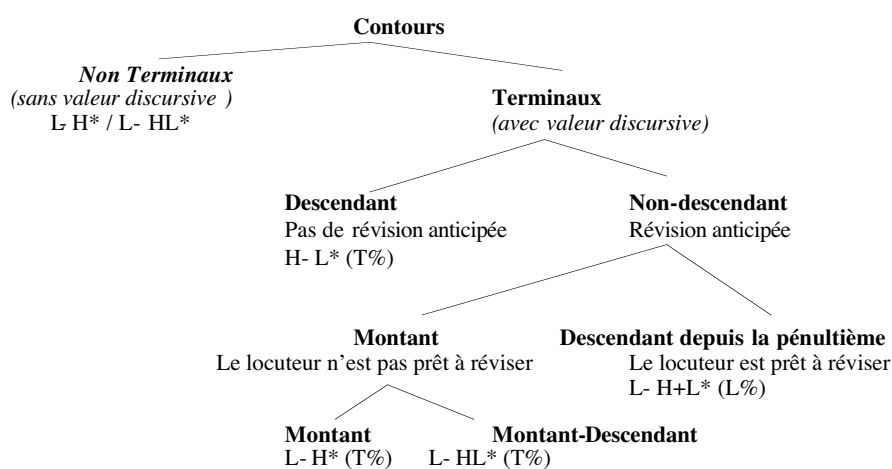 Contours
Non Terminaux
(sans valeur discursive )
L- H* / L- HL*
Terminaux
(avec valeur discursive)
Descendant
Pas de révision anticipée
H- L* (T%)
Non-descendant
Révision anticipée
Montant
Le locuteur n’est pas prêt à réviser
Descendant depuis la pénultième
Le locuteur est prêt à réviser
L- H+L* (L%)
Montant
L- H* (T%)
Montant-Descendant
L- HL* (T%)